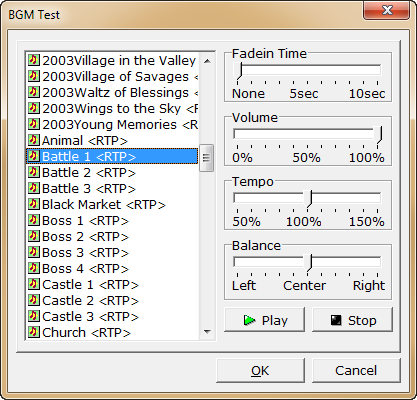 BGM Test
2003Village in the Valley
2003Village of Savages <
2003Waltz of Blessings <
2003Wings to the Sky <R
2003Young Memories <R
Animal <RTP>
Battle 1 <RTP>
Battle 2 <RTP>
Battle 3 <RTP>
Black Market <RTP>
Boss 1 <RTP>
Boss 2 <RTP>
Boss 3 <RTP>
Boss 4 <RTP>
Castle 1 <RTP>
Castle 2 <RTP>
Castle 3 <RTP>
Church <RTP>
Fadein Time
None 5sec 10sec
Volume
0% 50% 100%
Tempo
50% 100% 150%
Balance
Left Center Right
Play Stop
OK Cancel